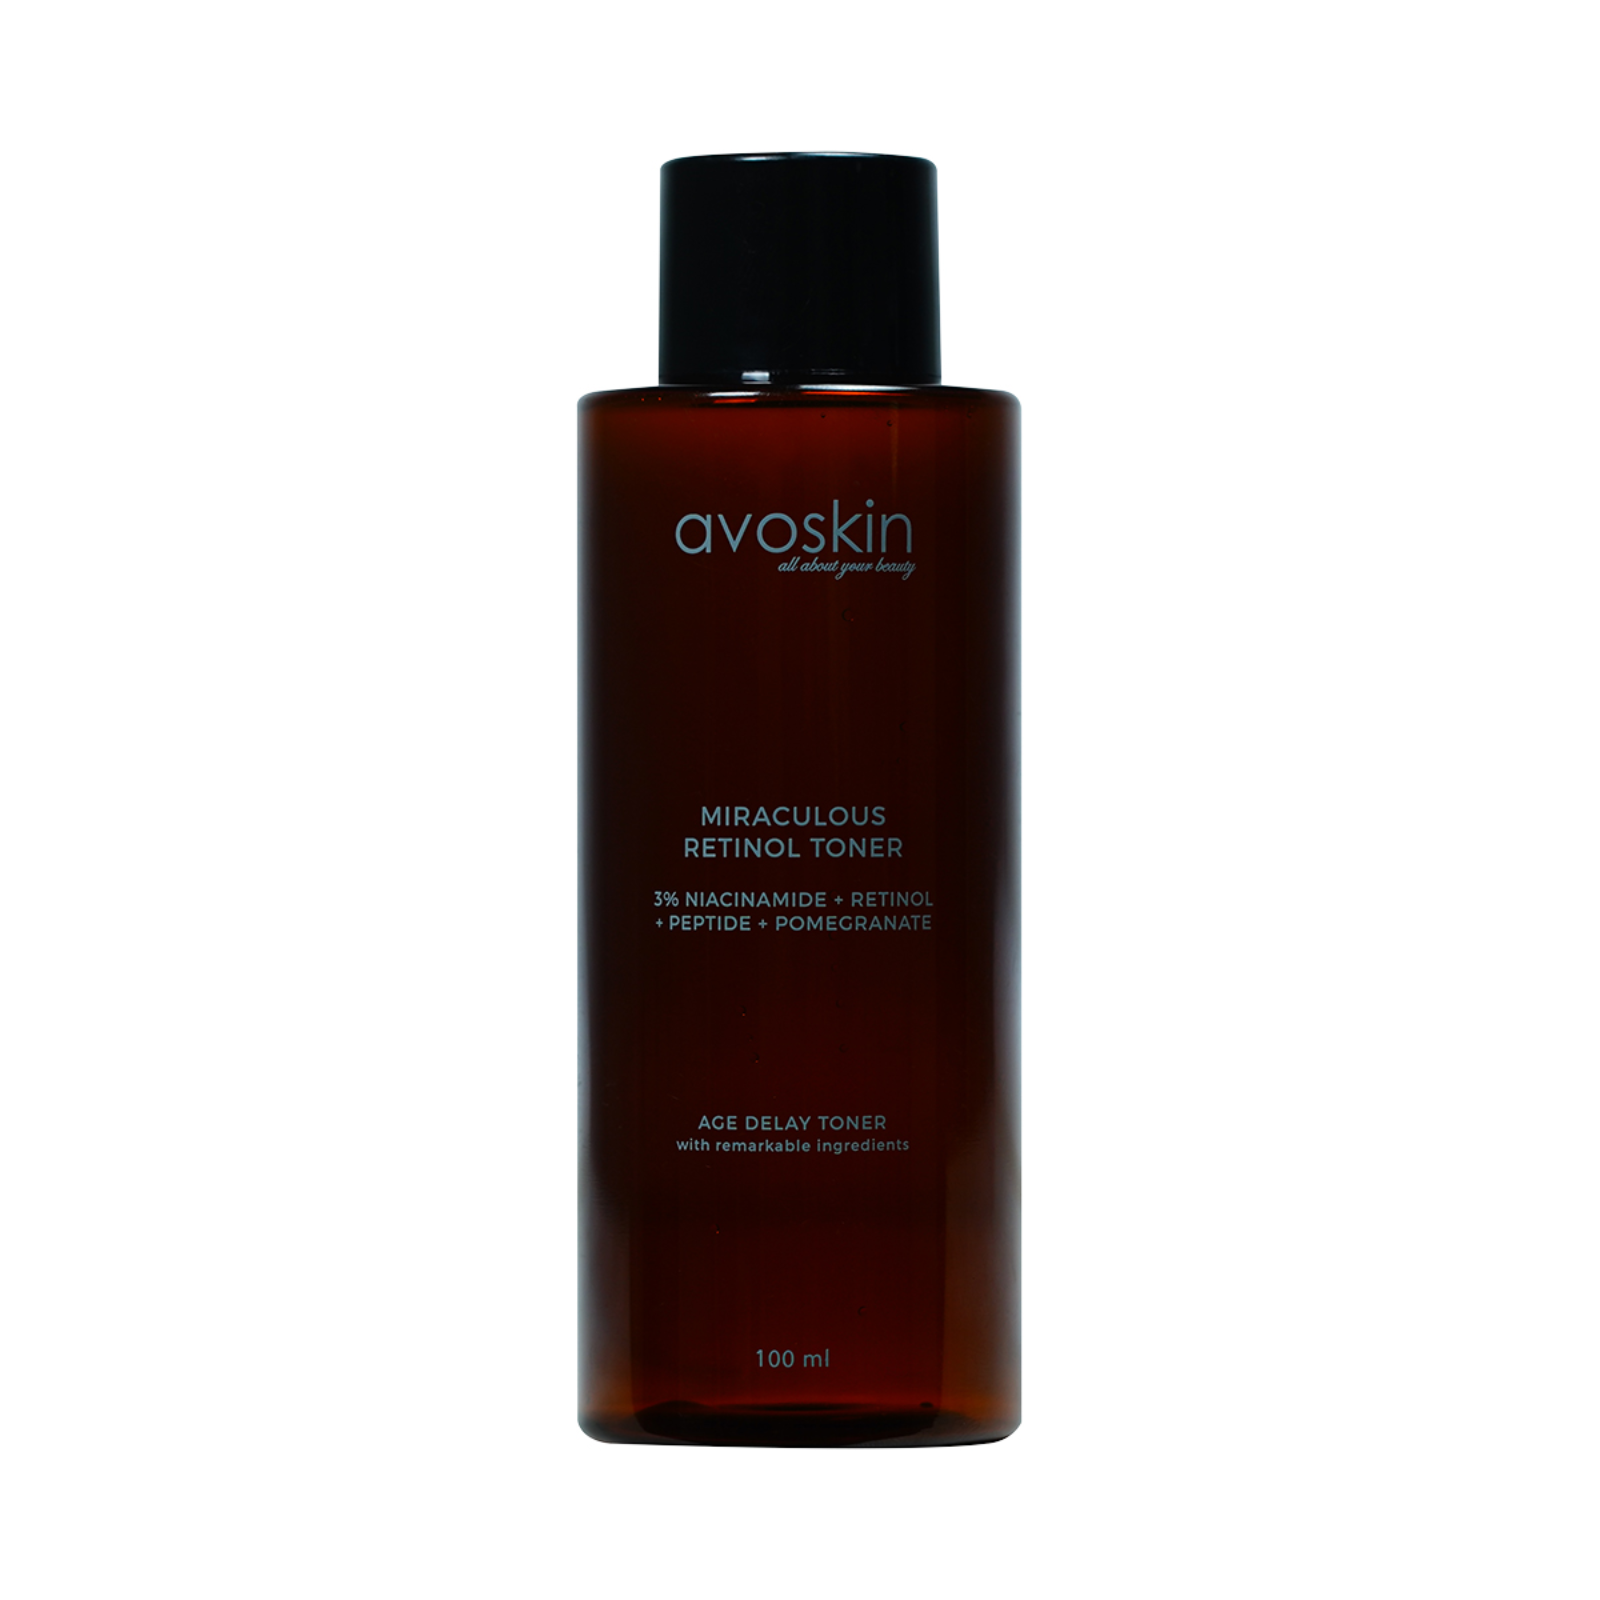 avoskin
all about your beauty
MIRACULOUS
RETINOL TONER
3% NIACINAMIDE + RETINOL
+ PEPTIDE + POMEGRANATE
AGE DELAY TONER
with remarkable ingredients
100 ml